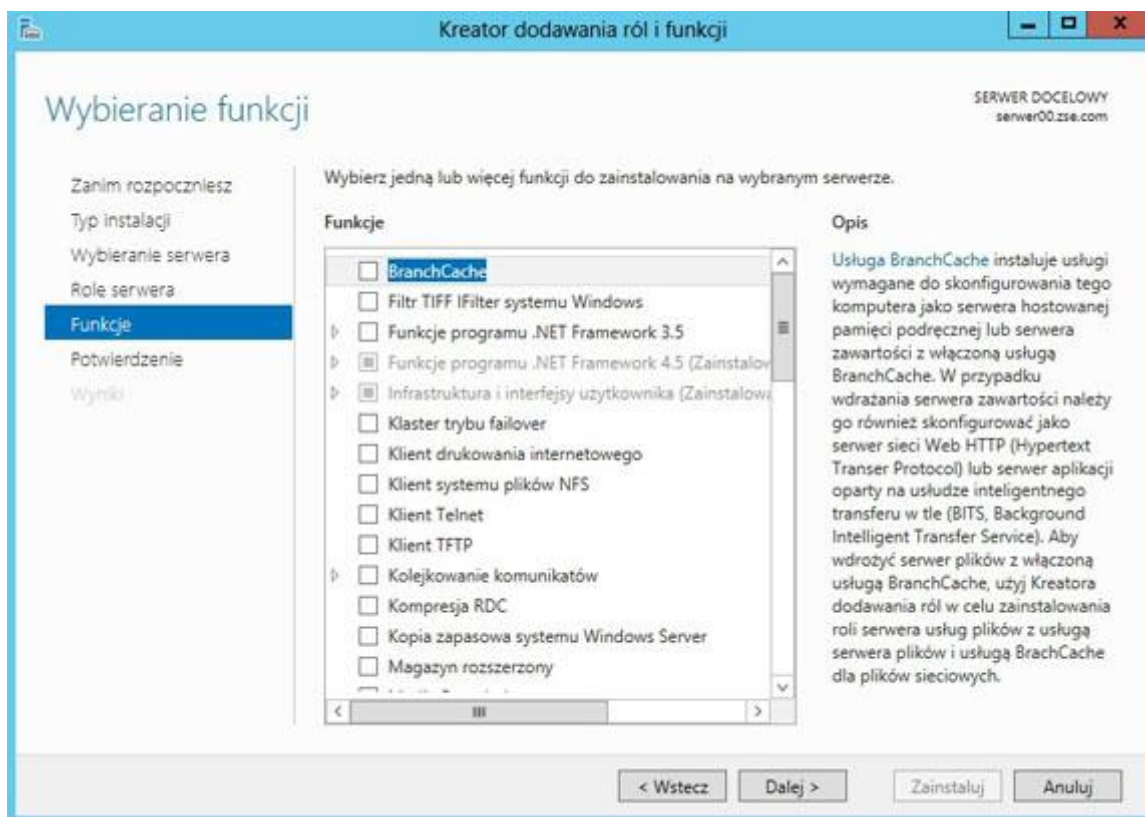 Kreator dodawania ról i funkcji
Wybieranie funkcji
SERWER DOCELOWY
serwer00.zse.com
Zanim rozpoczniesz
Typ instalacji
Wybieranie serwera
Role serwera
Funkcje
Potwierdzenie
Wyniki
Wybierz jedną lub więcej funkcji do zainstalowania na wybranym serwerze.
Funkcje
BranchCache
Filtr TIFF IFilter systemu Windows
Funkcje programu .NET Framework 3.5
Funkcje programu .NET Framework 4.5 (Zainstalov
Infrastruktura i interfejsy użytkownika (Zainstalowa
Klaster trybu failover
Klient drukowania internetowego
Klient systemu plików NFS
Klient Telnet
Klient TFTP
Kolejkowanie komunikatów
Kompresja RDC
Kopia zapasowa systemu Windows Server
Magazyn rozszerzony
Opis
Usługa BranchCache instaluje usługi
wymagane do skonfigurowania tego
komputera jako serwera hostowanej
pamięci podręcznej lub serwera
zawartości z włączoną usługą
BranchCache. W przypadku
wdrażania serwera zawartości należy
go również skonfigurować jako
serwer sieci Web HTTP (Hypertext
Transer Protocol) lub serwer aplikacji
oparty na usłudze inteligentnego
transferu w tle (BITS, Background
Intelligent Transfer Service). Aby
wdrożyć serwer plików z włączoną
usługą BranchCache, użyj Kreatora
dodawania ról w celu zainstalowania
roli serwera usług plików z usługą
serwera plików i usługą BrachCache
dla plików sieciowych.
< Wstecz
Dalej >
Zainstaluj
Anuluj